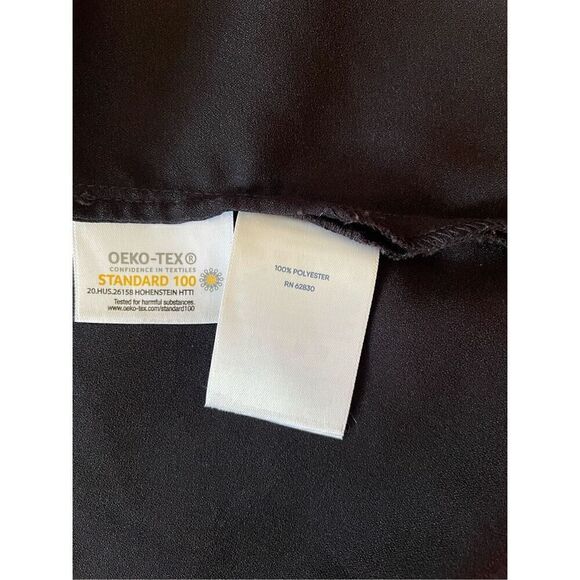 OEKO-TEX®
CONFIDENCE IN TEXTILES
STANDARD 100
20.HUS.26158 HOHENSTEIN HTTI
Tested for harmful substances.
www.oeko-tex.com/standard100
100% POLYESTER
RN 62830